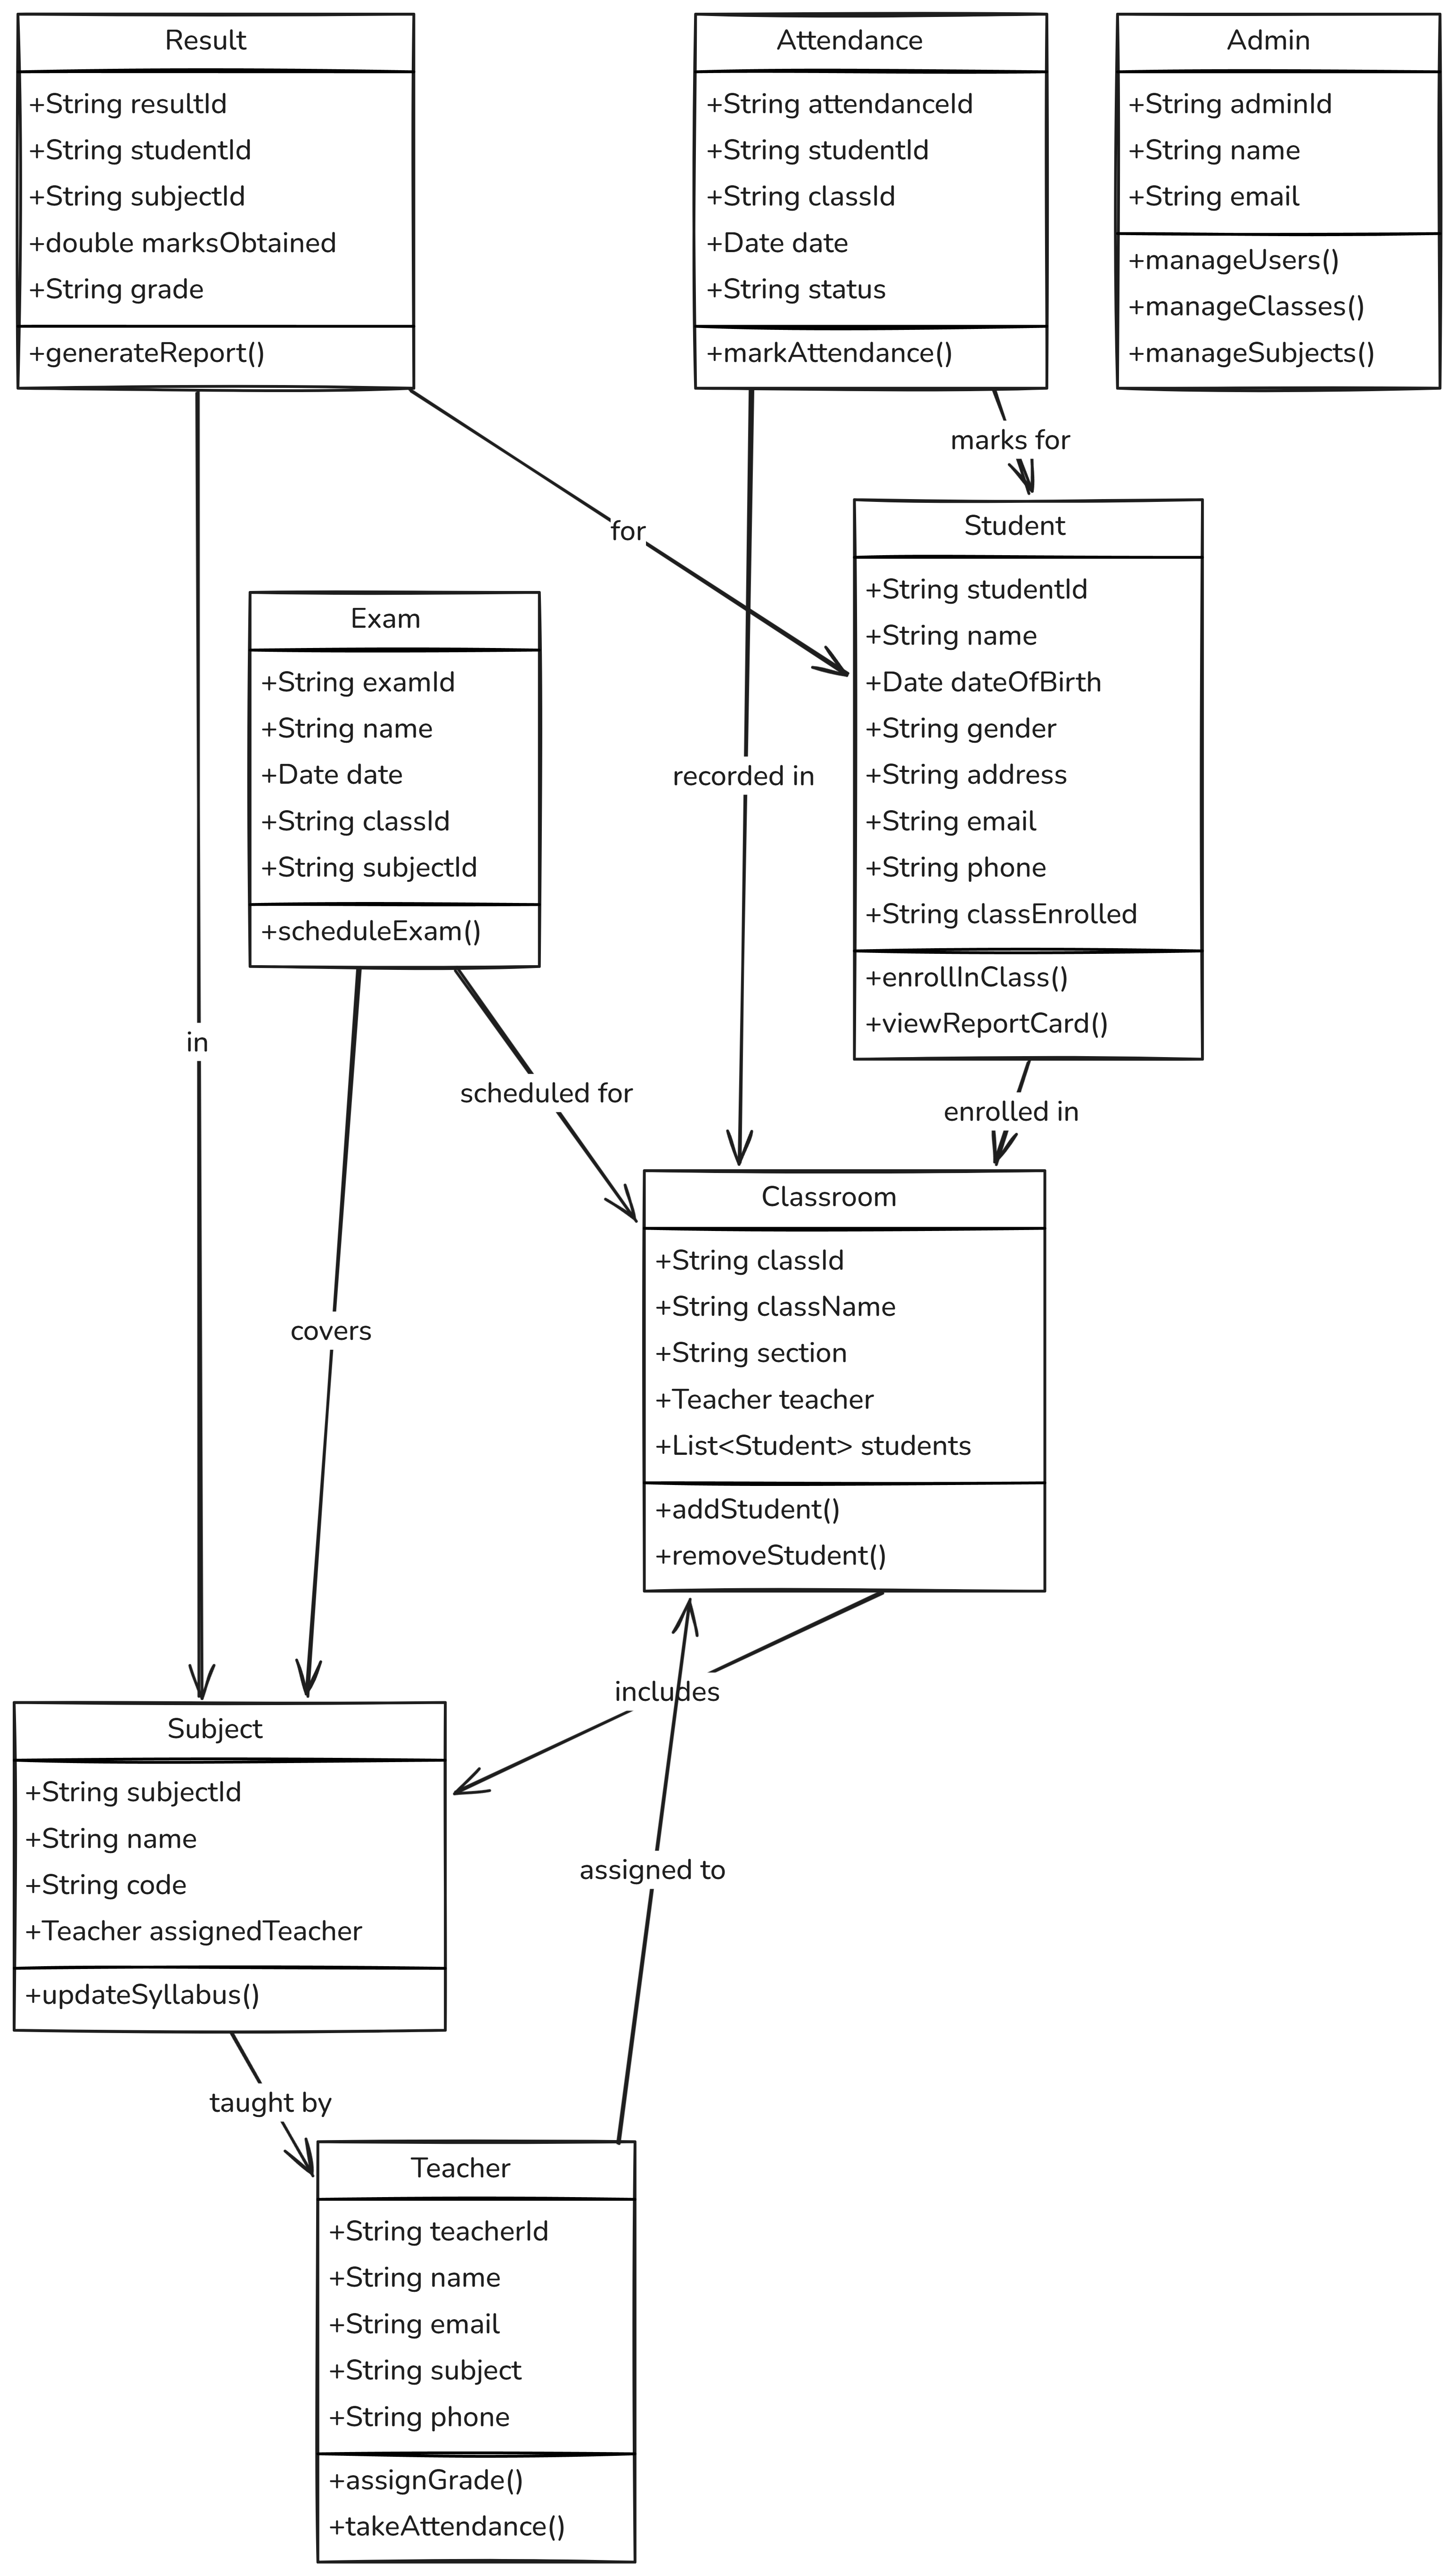 Result
+String resultId
+String studentId
+String subjectId
+double marksObtained
+String grade
+generateReport()
Attendance
+String attendanceId
+String studentId
+String classId
+Date date
+String status
+markAttendance()
Admin
+String adminId
+String name
+String email
+manageUsers()
+manageClasses()
+manageSubjects()
marks for
for
Student
+String studentId
+String name
+Date dateOfBirth
+String gender
+String address
+String email
+String phone
+String classEnrolled
+enrollInClass()
+viewReportCard()
Exam
+String examId
+String name
+Date date
+String classId
+String subjectId
+scheduleExam()
recorded in
in
scheduled for
enrolled in
Classroom
+String classId
+String className
+String section
+Teacher teacher
+List<Student> students
+addStudent()
+removeStudent()
covers
includes
Subject
+String subjectId
+String name
+String code
+Teacher assignedTeacher
+updateSyllabus()
assigned to
taught by
Teacher
+String teacherId
+String name
+String email
+String subject
+String phone
+assignGrade()
+takeAttendance()